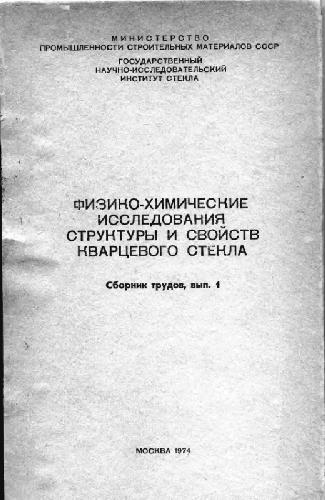 МИНИСТЕРСТВО
ПРОМЫШЛЕННОСТИ СТРОИТЕЛЬНЫХ МАТЕРИАЛОВ СССР
ГОСУДАРСТВЕННЫЙ
НАУЧНО-ИССЛЕДОВАТЕЛЬСКИЙ
ИНСТИТУТ СТЕКЛА
ФИЗИКО-ХИМИЧЕСКИЕ
ИССЛЕДОВАНИЯ
СТРУКТУРЫ И СВОЙСТВ
КВАРЦЕВОГО СТЕКЛА
Сборник трудов, вып. 1
МОСКВА 1974